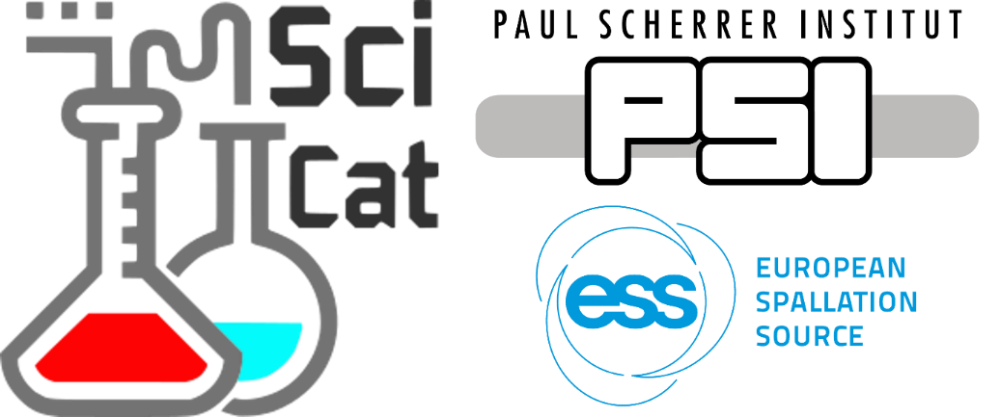 Sci
Cat
PAUL SCHERRER INSTITUT
PSI
ess
EUROPEAN
SPALLATION
SOURCE